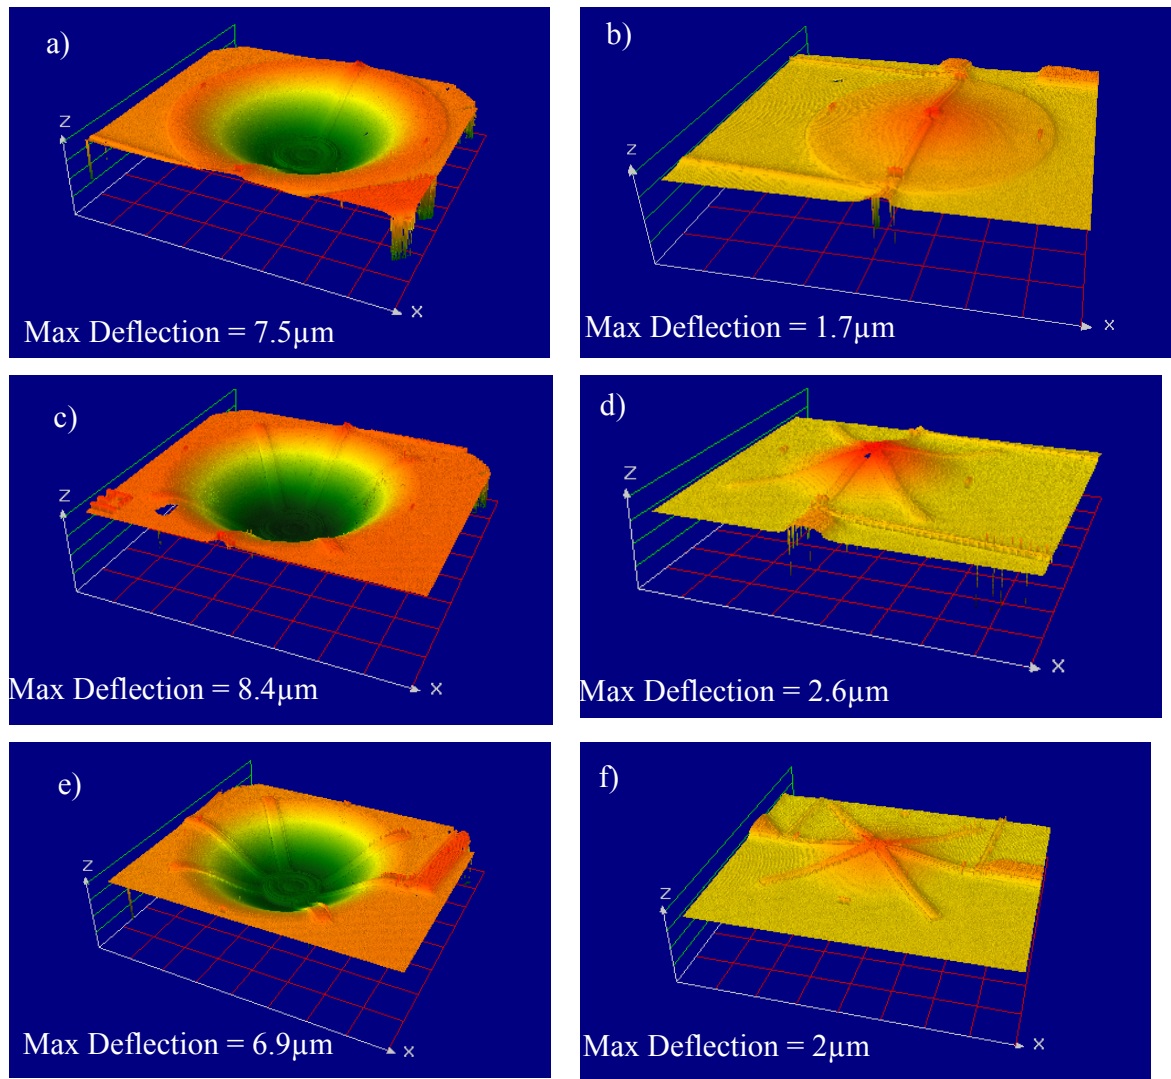 a)
Z
X
Max Deflection = 7.5µm
b)
Z
X
Max Deflection = 1.7µm
c)
Z
X
Max Deflection = 8.4µm
d)
Z
X
Max Deflection = 2.6µm
e)
Z
X
Max Deflection = 6.9µm
f)
Z
X
Max Deflection = 2µm